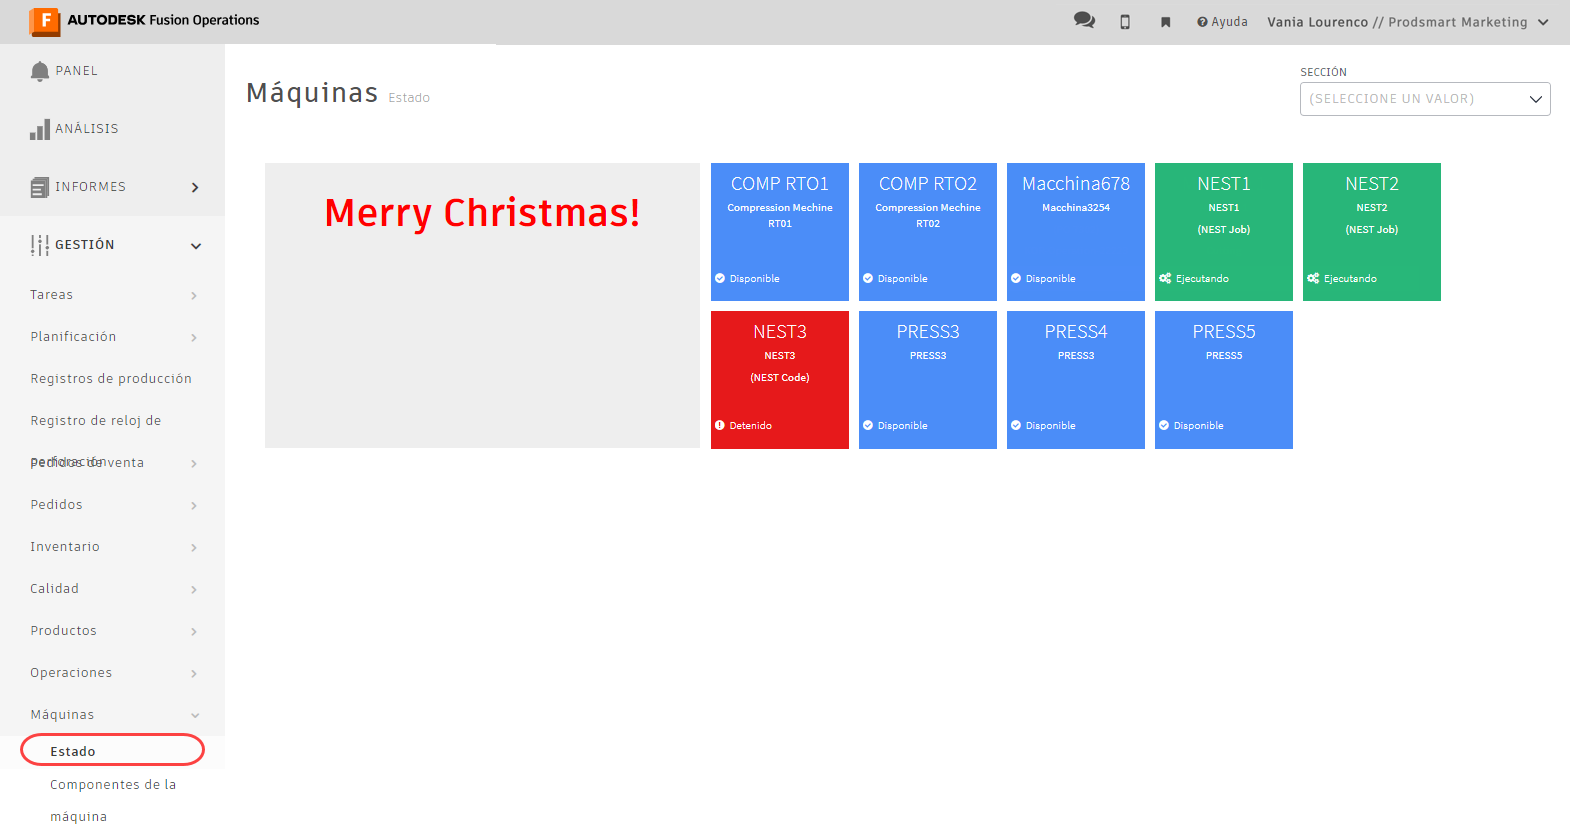 AUTODESK Fusion Operations
Ayuda
Vania Lourenco // Prodsmart Marketing
PANEL
ANÁLISIS
INFORMES
GESTIÓN
Tareas
Planificación
Registros de producción
Registro de reloj de
perforación
Pedidos de venta
Pedidos
Inventario
Calidad
Productos
Operaciones
Máquinas
Estado
Componentes de la
máquina
Máquinas Estado
SECCIÓN
(SELECCIONE UN VALOR)
Merry Christmas!
COMP RTO1
Compression Mechine
RT01
Disponible
COMP RTO2
Compression Mechine
RT02
Disponible
Macchina678
Macchina3254
Disponible
NEST1
NEST1
(NEST Job)
Ejecutando
NEST2
NEST2
(NEST Job)
Ejecutando
NEST3
NEST3
(NEST Code)
Detenido
PRESS3
PRESS3
Disponible
PRESS4
PRESS3
Disponible
PRESS5
PRESS5
Disponible